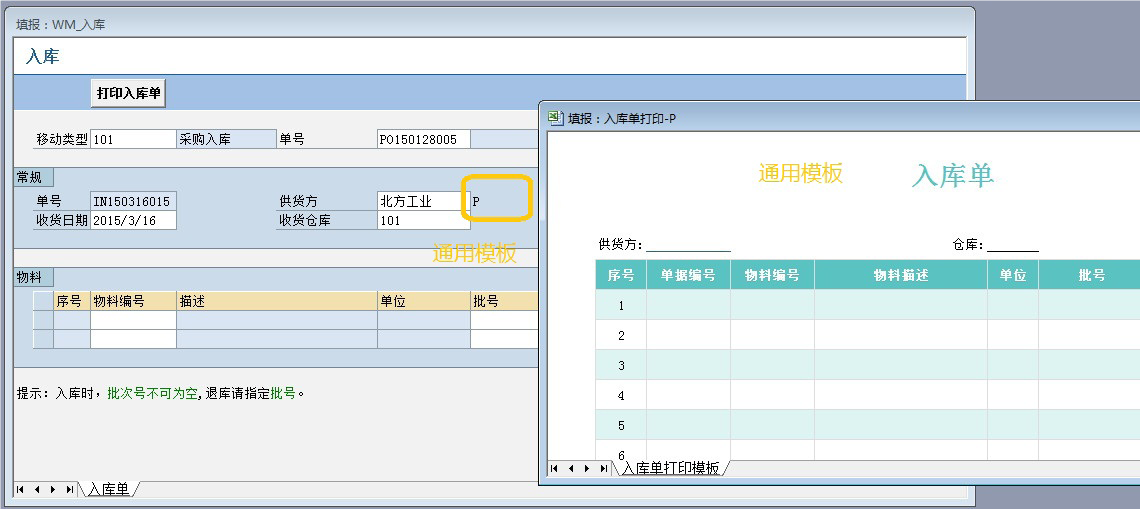 填报：WM_入库
入库
打印入库单
移动类型 101 采购入库 单号 PO150128005
常规
单号 IN150316015 供货方 北方工业 P
收货日期 2015/3/16 收货仓库 101
通用模板
物料
序号 物料编号 描述 单位 批号
提示：入库时，批次号不可为空,退库请指定批号。
入库单
填报：入库单打印-P
通用模板 入库单
供货方： 仓库：
序号 单据编号 物料编号 物料描述 单位 批号
1
2
3
4
5
6
入库单打印模板